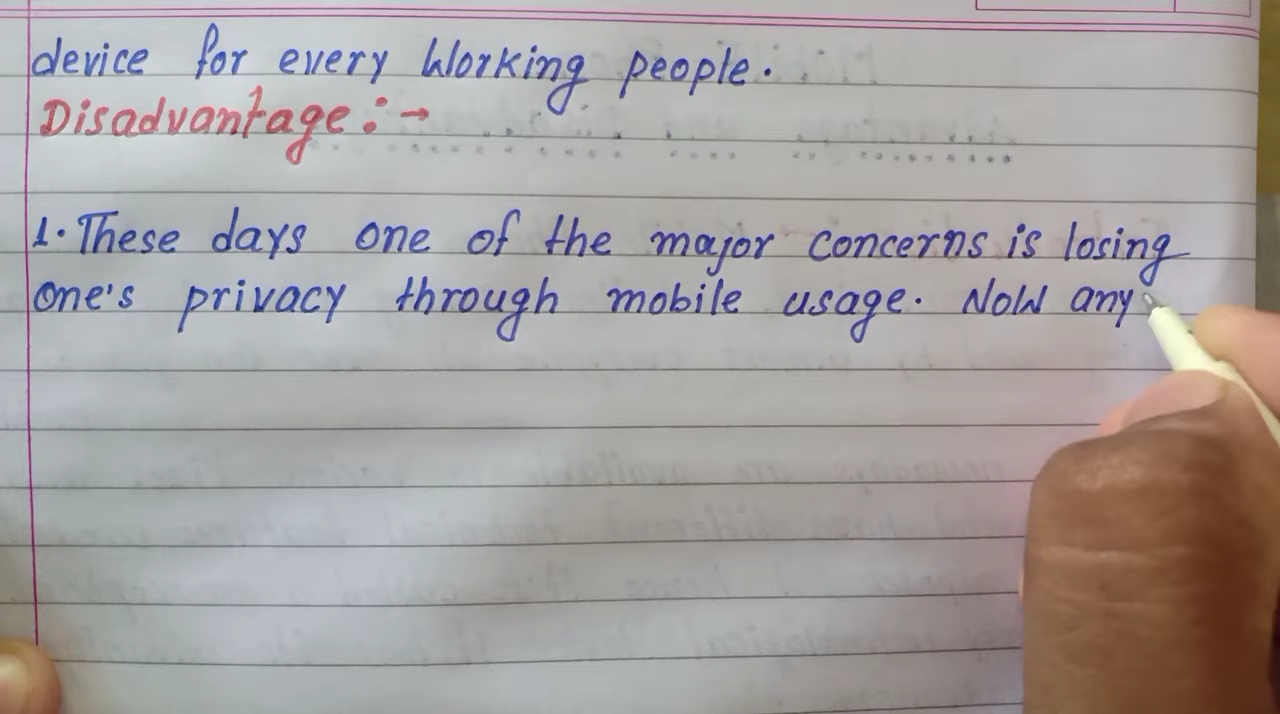 device for every Working people.
Disadvantage:→
1. These days one of the major concerns is losing
one's privacy through mobile usage. Now any